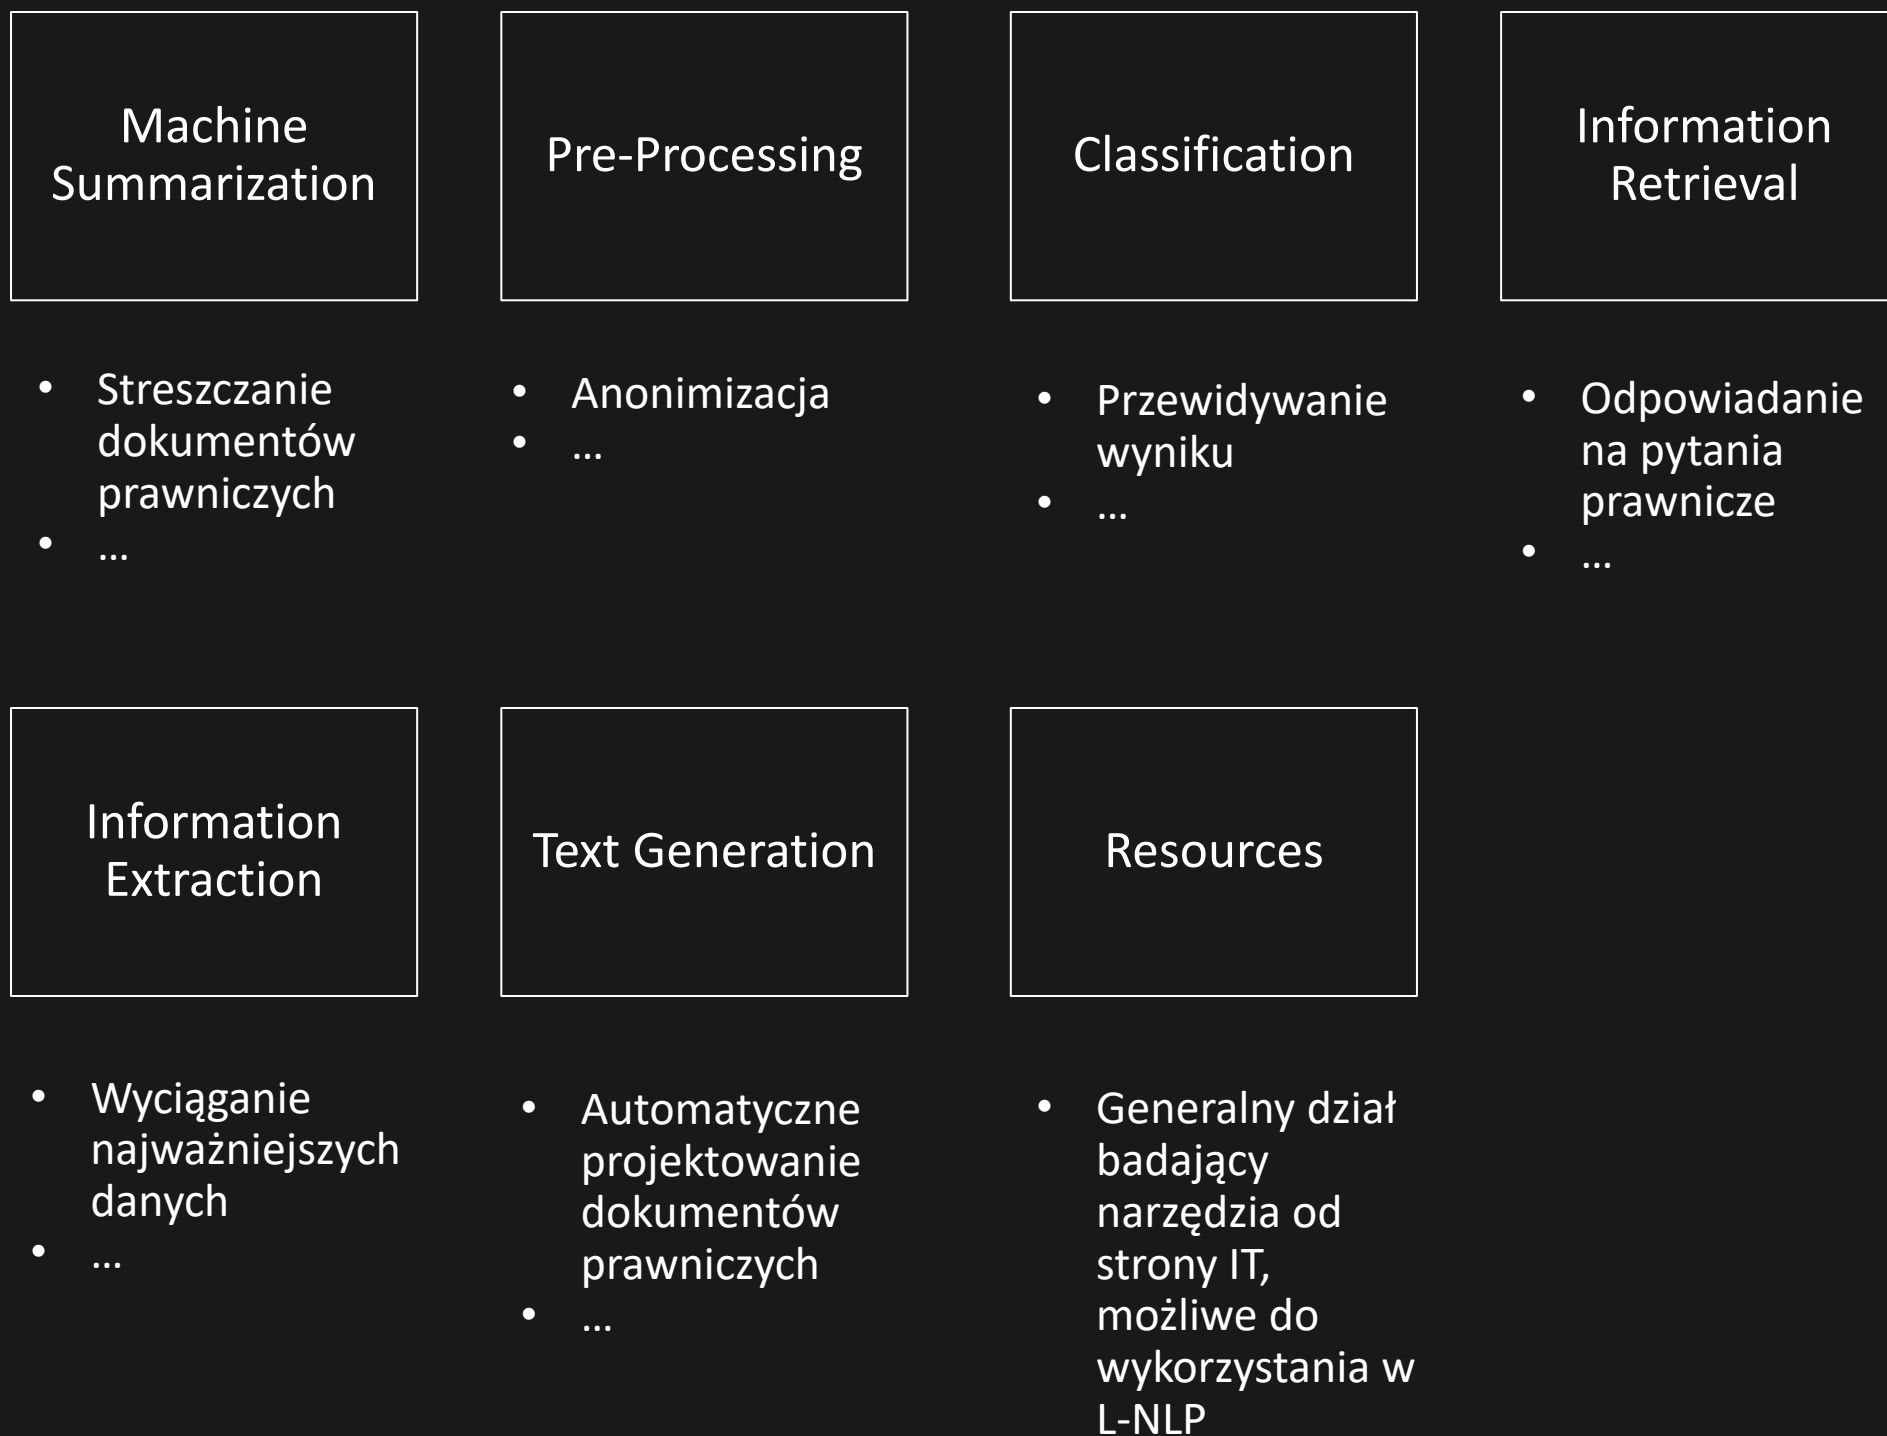 Machine
Summarization
Pre-Processing
Classification
Information
Retrieval
• Streszczanie
dokumentów
prawniczych
• ...
• Anonimizacja
• ...
• Przewidywanie
wyniku
• ...
• Odpowiadanie
na pytania
prawnicze
• ...
Information
Extraction
Text Generation
Resources
• Wyciąganie
najważniejszych
danych
• ...
• Automatyczne
projektowanie
dokumentów
prawniczych
• ...
• Generalny dział
badający
narzędzia od
strony IT,
możliwe do
wykorzystania w
L-NLP